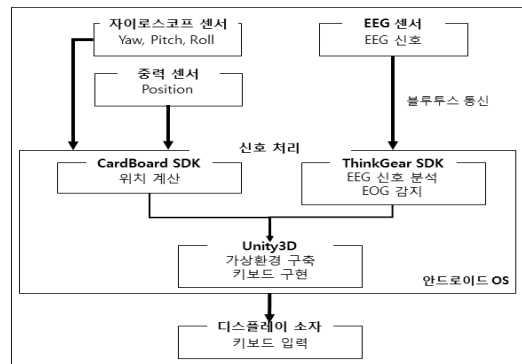 자이로스코프 센서
Yaw, Pitch, Roll
EEG 센서
EEG 신호
중력 센서
Position
블루투스 통신
신호 처리
CardBoard SDK
위치 계산
ThinkGear SDK
EEG 신호 분석
EOG 감지
Unity3D
가상환경 구축
키보드 구현
안드로이드 OS
디스플레이 소자
키보드 입력